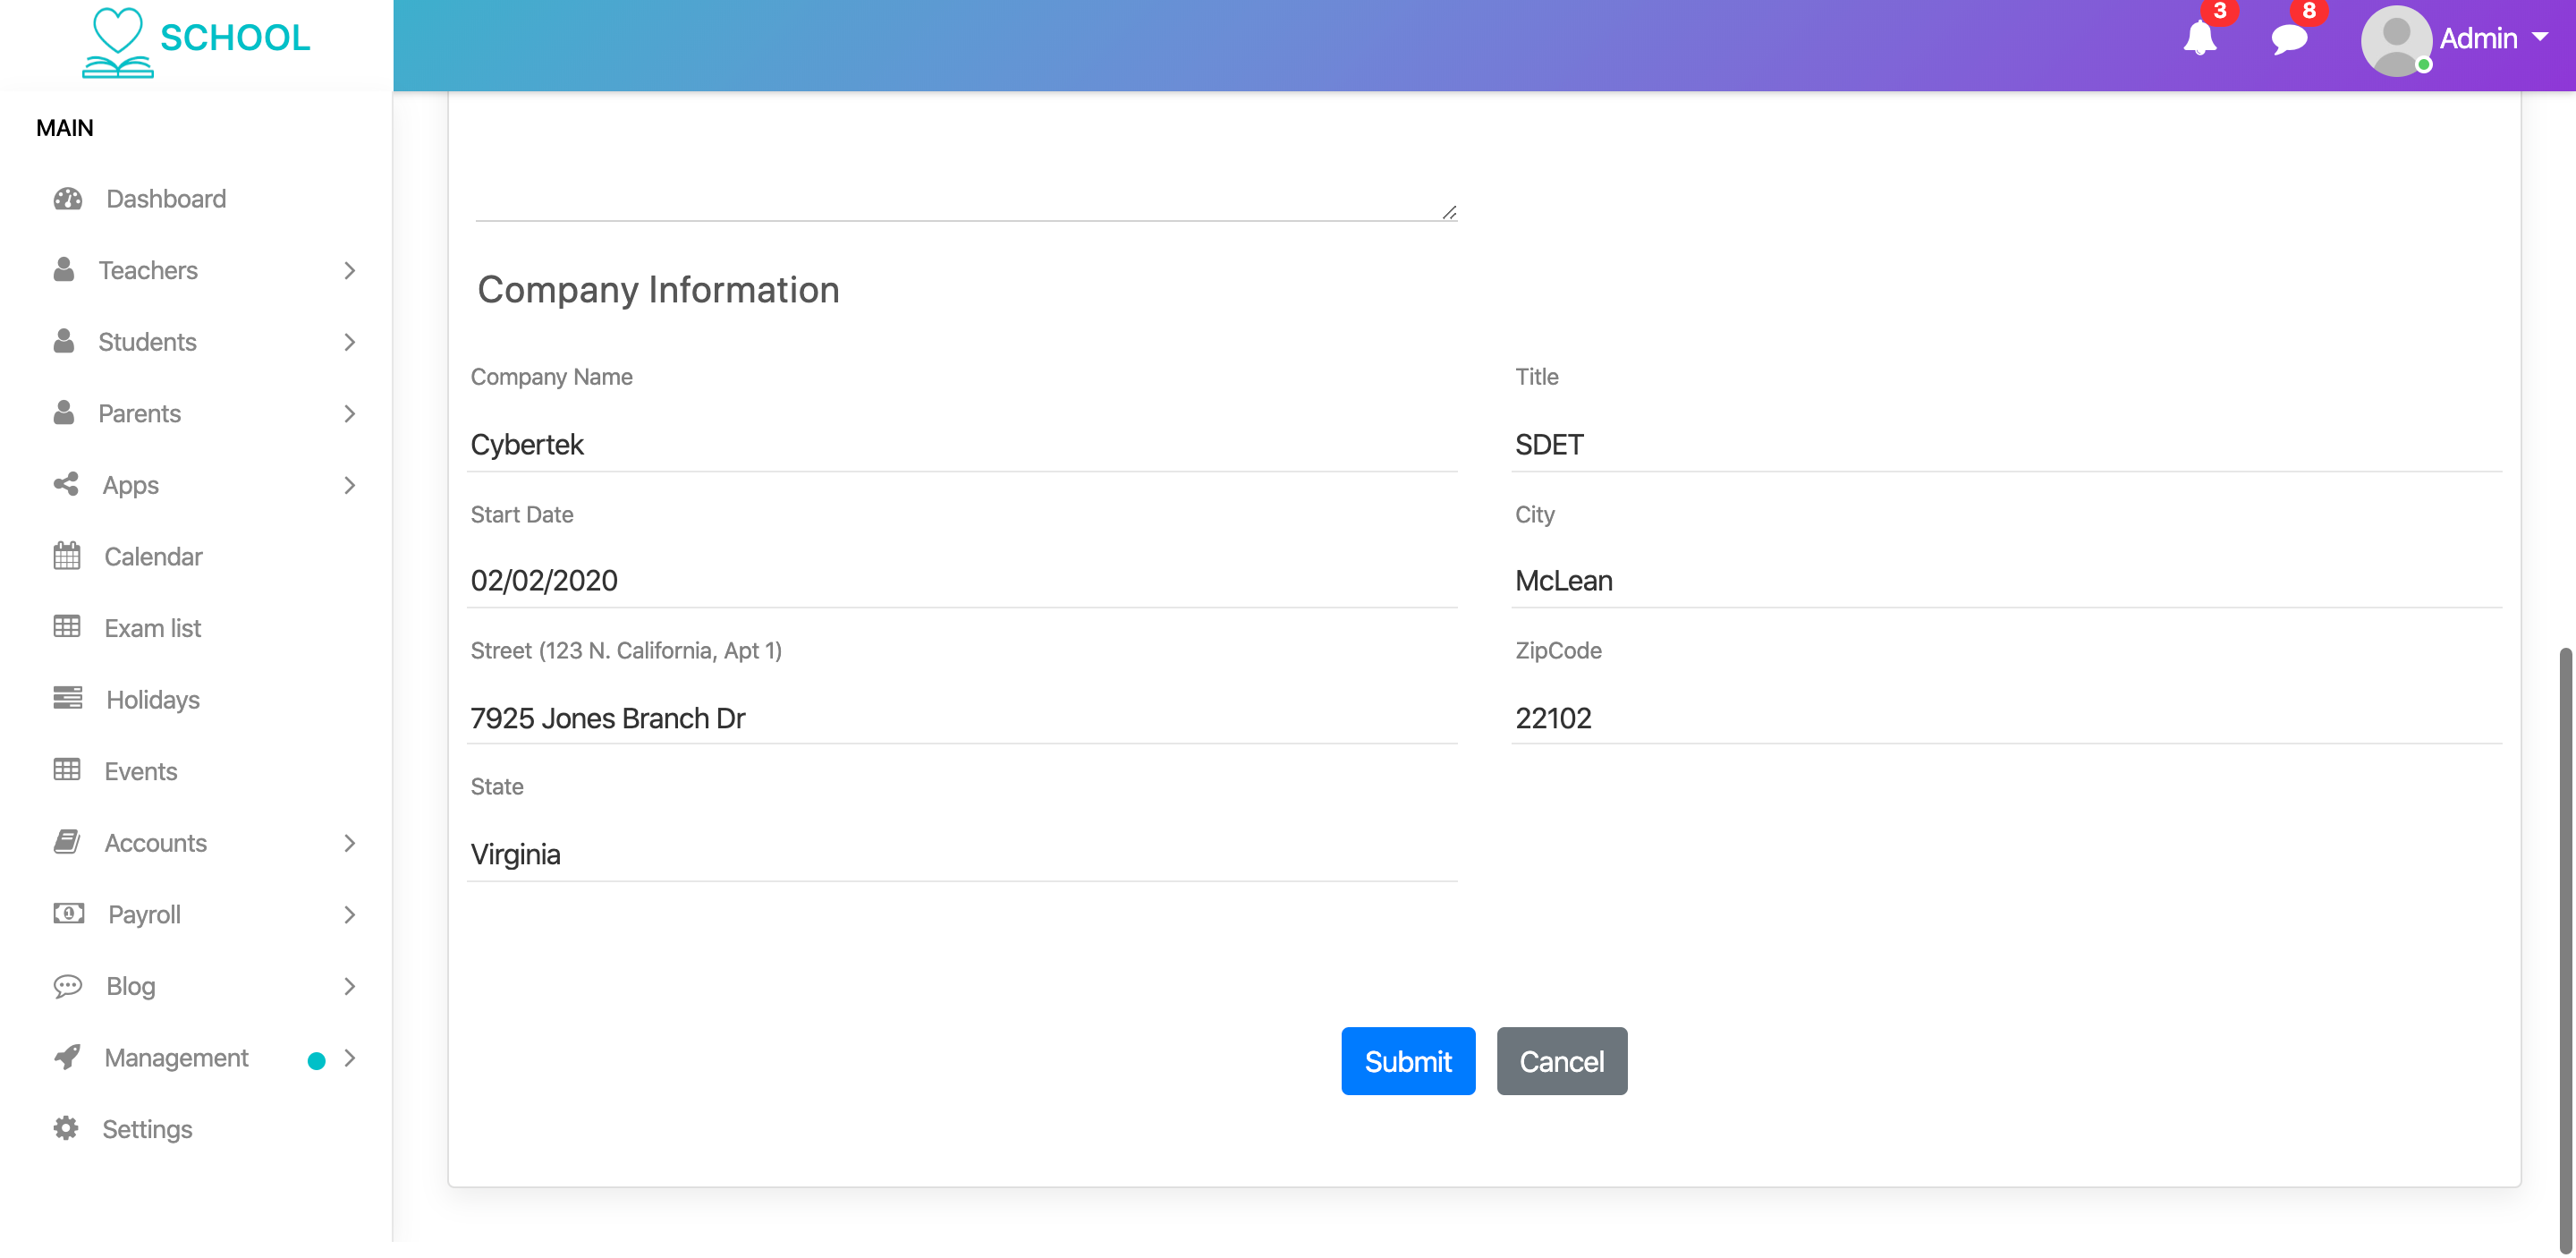 SCHOOL
3
8
Admin
MAIN
Dashboard
Teachers
Students
Parents
Apps
Calendar
Exam list
Holidays
Events
Accounts
Payroll
Blog
Management
Settings
Company Information
Company Name
Title
Cybertek
SDET
Start Date
City
02/02/2020
McLean
Street (123 N. California, Apt 1)
ZipCode
7925 Jones Branch Dr
22102
State
Virginia
Submit
Cancel